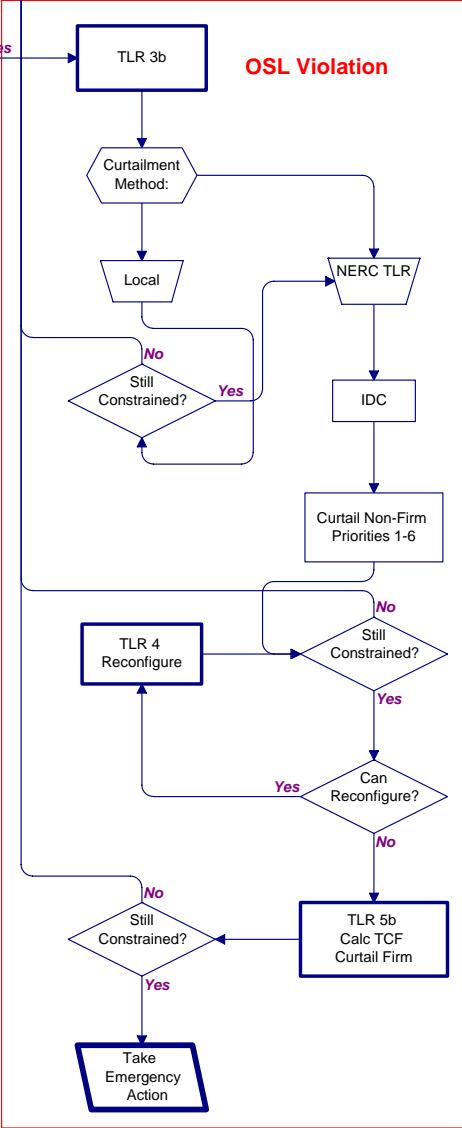 es
TLR 3b
OSL Violation
Curtailment
Method:
Local
NERC TLR
No
Still
Constrained?
Yes
IDC
Curtail Non-Firm
Priorities 1-6
No
TLR 4
Reconfigure
Still
Constrained?
Yes
Can
Reconfigure?
Yes
No
No
Still
Constrained?
TLR 5b
Calc TCF
Curtail Firm
Yes
Take
Emergency
Action